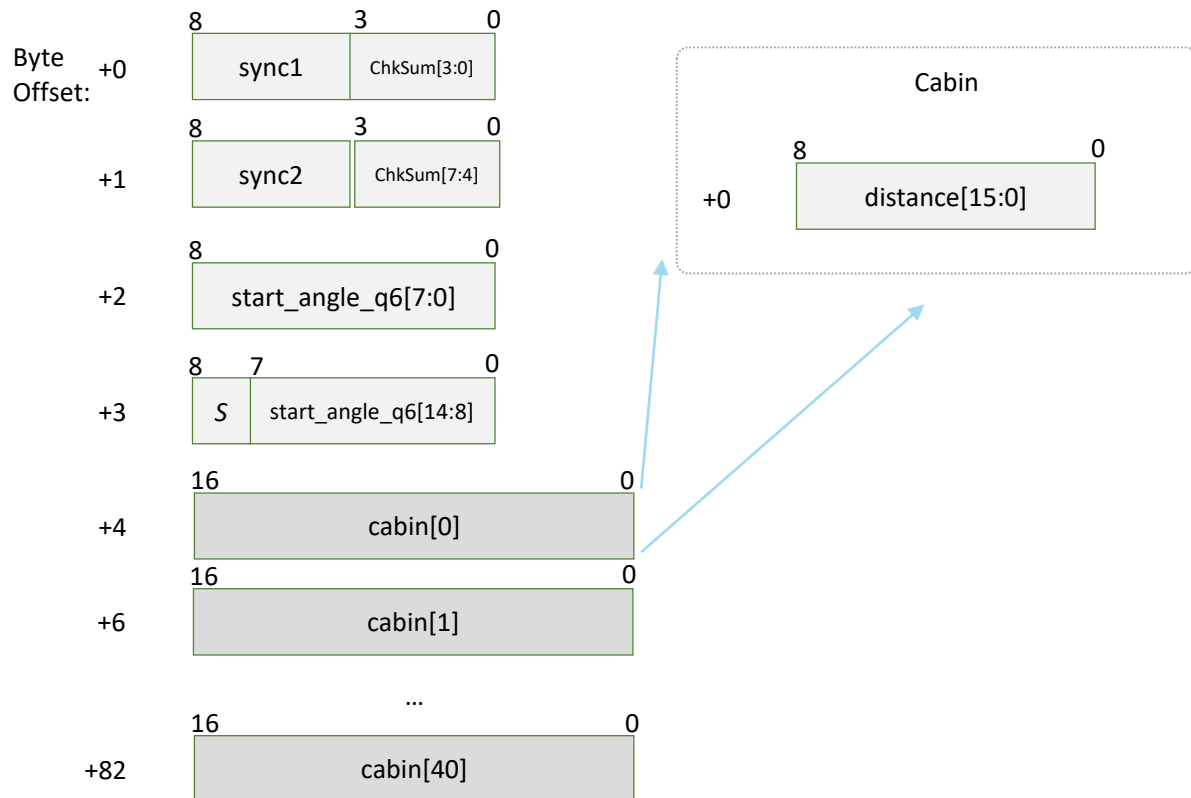 8 3 0
Byte
Offset:
+0 sync1 ChkSum[3:0]
8 3 0
+1 sync2 ChkSum[7:4]
8 0
+2 start_angle_q6[7:0]
8 7 0
+3 S start_angle_q6[14:8]
16 0
+4 cabin[0]
16 0
+6 cabin[1]
...
16 0
+82 cabin[40]
Cabin
8 0
+0 distance[15:0]